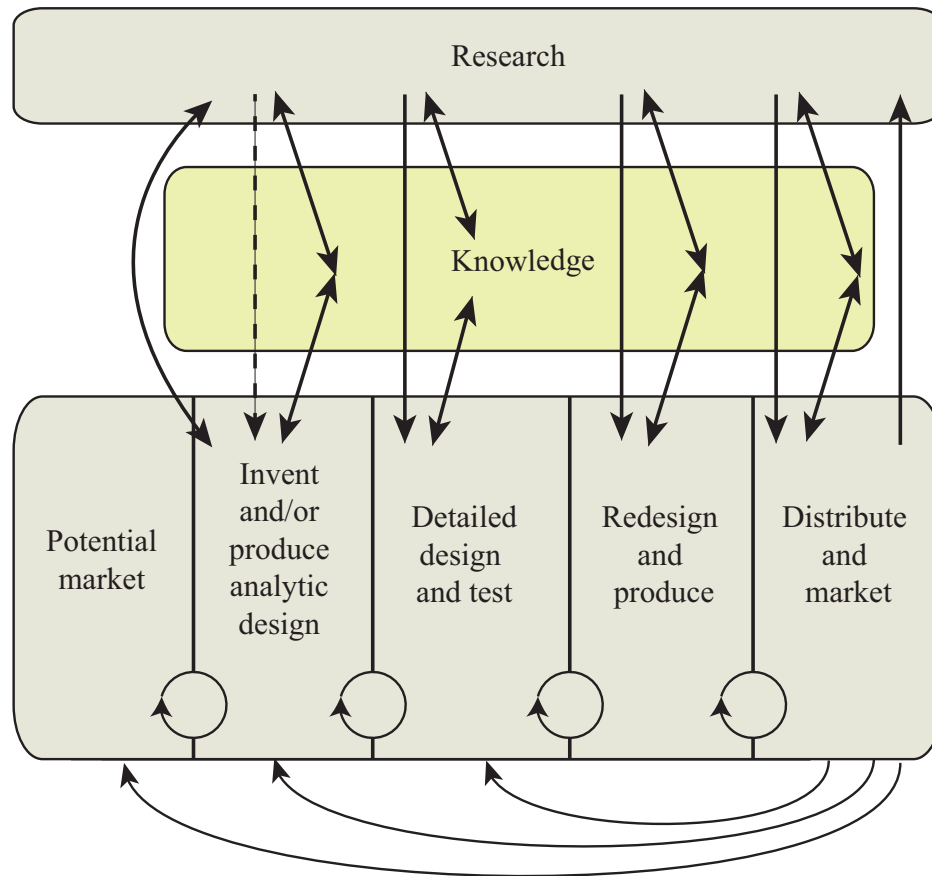 Research
Knowledge
Potential
market
Invent
and/or
produce
analytic
design
Detailed
design
and test
Redesign
and
produce
Distribute
and
market